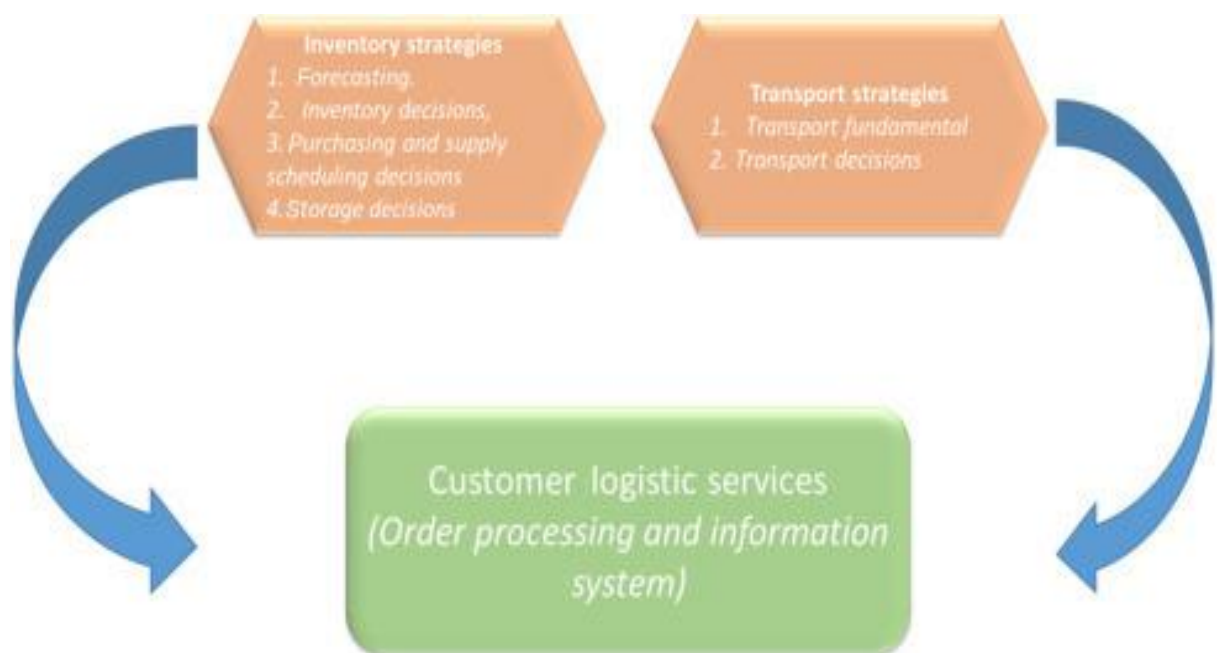 Inventory strategies
1. Forecasting,
2. Inventory decisions,
3. Purchasing and supply
scheduling decisions
4. Storage decisions
Transport strategies
1. Transport fundamental
2. Transport decisions
Customer logistic services
(Order processing and information
system)